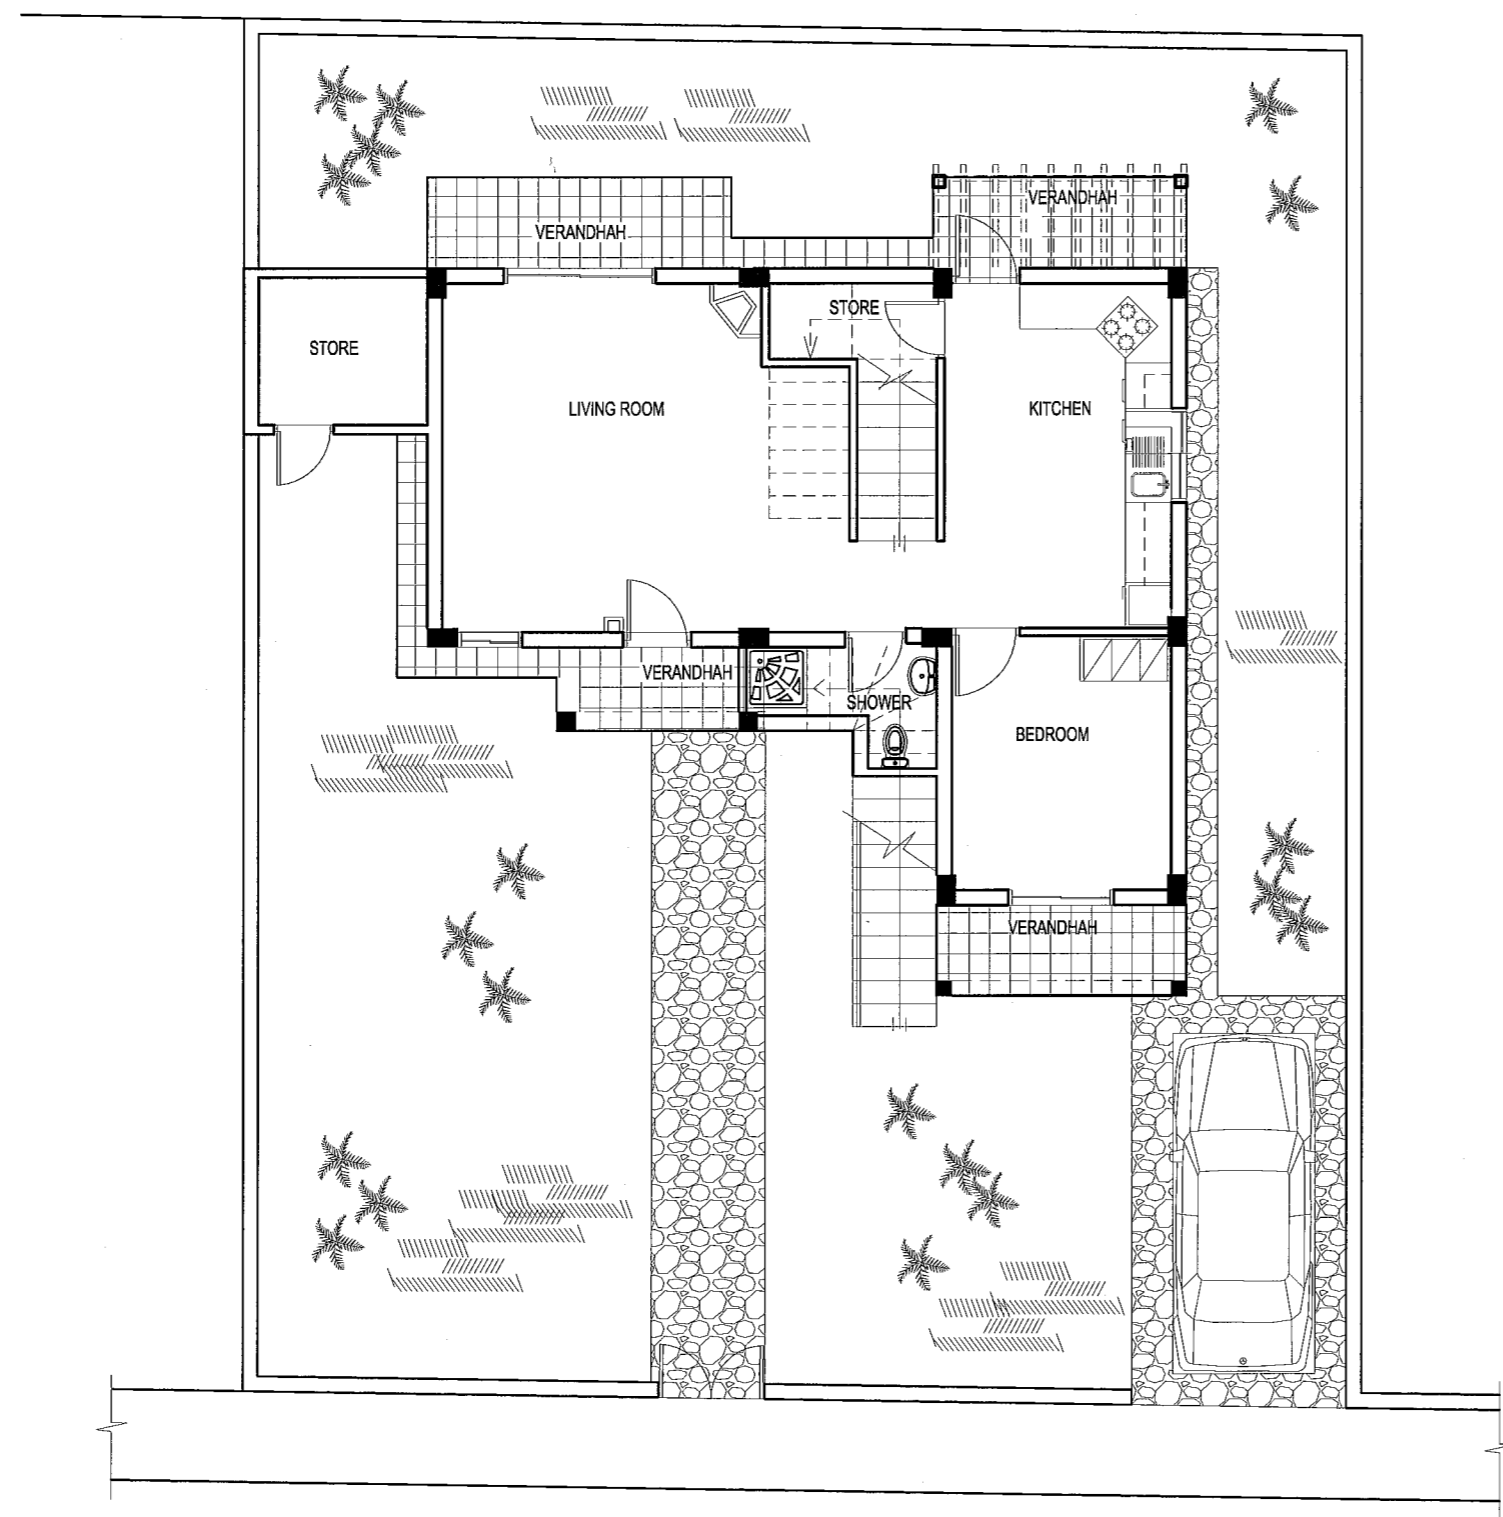 VERANDHAH
VERANDHAH
STORE
STORE
LIVING ROOM
KITCHEN
VERANDHAH
SHOWER
BEDROOM
VERANDHAH